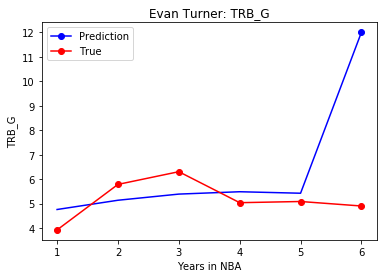 Evan Turner: TRB_G
Prediction
True
12
11
10
9
8
7
6
5
4
TRB_G
1 2 3 4 5 6
Years in NBA